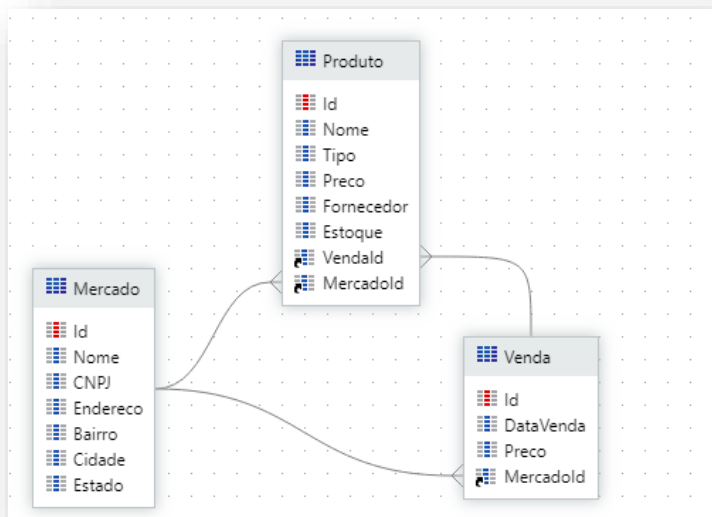 Produto
Id
Nome
Tipo
Preco
Fornecedor
Estoque
VendaId
MercadoId
Mercado
Id
Nome
CNPJ
Endereco
Bairro
Cidade
Estado
Venda
Id
DataVenda
Preco
MercadoId